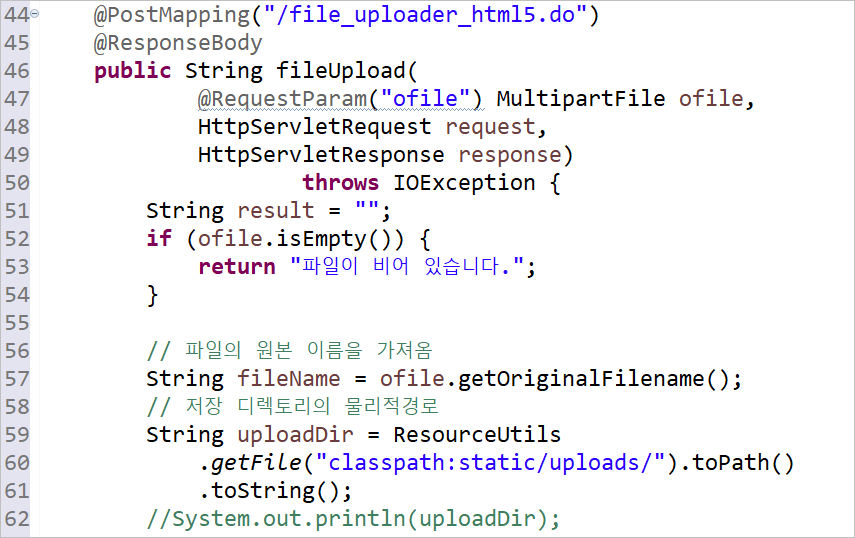 44 @PostMapping("/file_uploader_html5.do")
45 @ResponseBody
46 public String fileUpload(
47 @RequestParam("ofile") MultipartFile ofile,
48 HttpServletRequest request,
49 HttpServletResponse response)
50 throws IOException {
51 String result = "";
52 if (ofile.isEmpty()) {
53 return "파일이 비어 있습니다.";
54 }
55
56 // 파일의 원본 이름을 가져옴
57 String fileName = ofile.getOriginalFilename();
58 // 저장 디렉토리의 물리적경로
59 String uploadDir = ResourceUtils
60 .getFile("classpath:static/uploads/").toPath()
61 .toString();
62 //System.out.println(uploadDir);